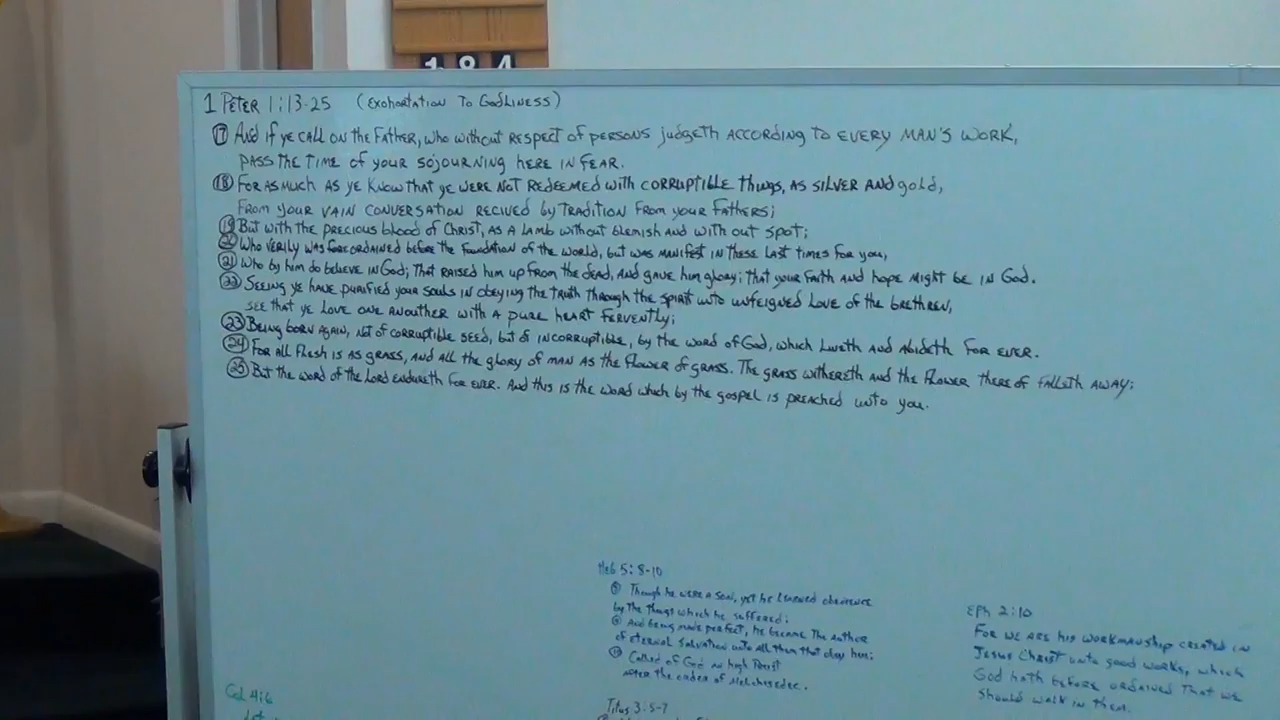 184
1 Peter 1:13-25 (Exohortation To Godliness)
17 And if ye call on the Father, who without respect of persons judgeth according to every man's work,
pass the time of your sojourning here in fear.
18 For as much as ye know that ye were not redeemed with corruptible things, as silver and gold,
from your vain conversation recived by tradition from your fathers;
19 But with the precious blood of Christ, as a lamb without blemish and with out spot;
20 Who verily was foreordained before the foundation of the world, but was manifest in these last times for you,
21 Who by him do believe in God; that raised him up from the dead, and gave him glory; that your faith and hope might be in God.
22 Seeing ye have purified your souls in obeying the truth through the spirit unto unfeigned love of the brethren,
see that ye love one anouther with a pure heart fervently;
23 Being born again, not of corruptible seed, but of incorruptible, by the word of God, which liveth and abideth for ever.
24 For all flesh is as grass, and all the glory of man as the flower of grass. The grass withereth and the flower there of falleth away;
25 But the word of the Lord endureth for ever. And this is the word which by the gospel is preached unto you.
Heb 5:8-10
8 Though he were a son, yet he learned obedience
by the things which he suffered;
9 And being made perfect, he became the author
of eternal salvation unto all them that obey him;
10 Called of God an high Priest
after the order of Melchisedec.
Eph 2:10
For we are his workmanship created in
Jesus Christ unto good works, which
God hath before ordained that we
should walk in them.
Col 4:6
Titus 3:5-7